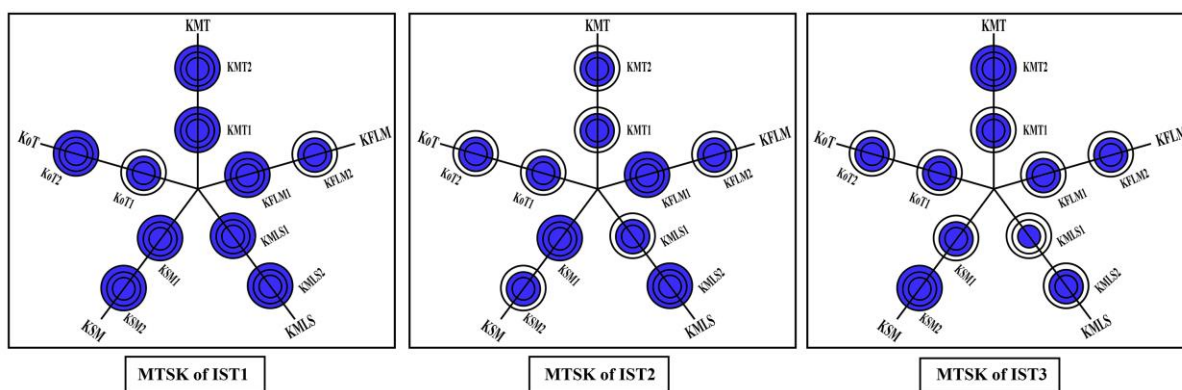 KMT
KMT2
KMT1
KoT
KoT2
KoT1
KFLM
KFLM1
KFLM2
KSM1
KSM2
KSM
KMLS1
KMLS2
KMLS
MTSK of IST1
KMT
KMT2
KMT1
KoT
KoT2
KoT1
KFLM
KFLM1
KFLM2
KSM1
KSM2
KSM
KMLS1
KMLS2
KMLS
MTSK of IST2
KMT
KMT2
KMT1
KoT
KoT2
KoT1
KFLM
KFLM1
KFLM2
KSM1
KSM2
KSM
KMLS1
KMLS2
KMLS
MTSK of IST3